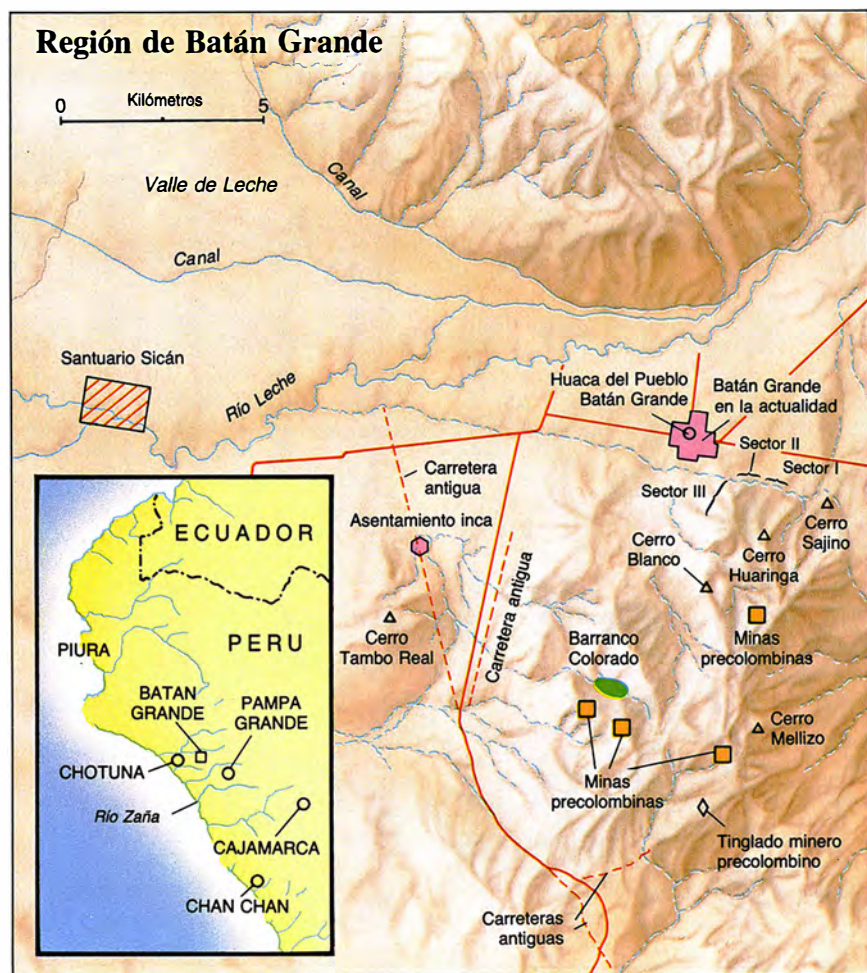 Región de Batán Grande
0 Kilómetros 5
Canal
Valle de Leche
Canal
Santuario Sicán
Río Leche
Huaca del Pueblo
Batán Grande
Batán Grande
en la actualidad
Sector II
Sector I
Sector III
Carretera
antigua
Asentamiento inca
Cerro
Sajino
Cerro
Blanco
Cerro
Huaringa
Carretera antigua
Cerro
Tambo Real
Barranco
Colorado
Minas
precolombinas
Cerro
Mellizo
Minas
precolombinas
Tinglado minero
precolombino
Carreteras
antiguas
ECUADOR
PERU
PIURA
BATAN
GRANDE
PAMPA
GRANDE
CHOTUNA
Río Zaña
CAJAMARCA
CHAN CHAN